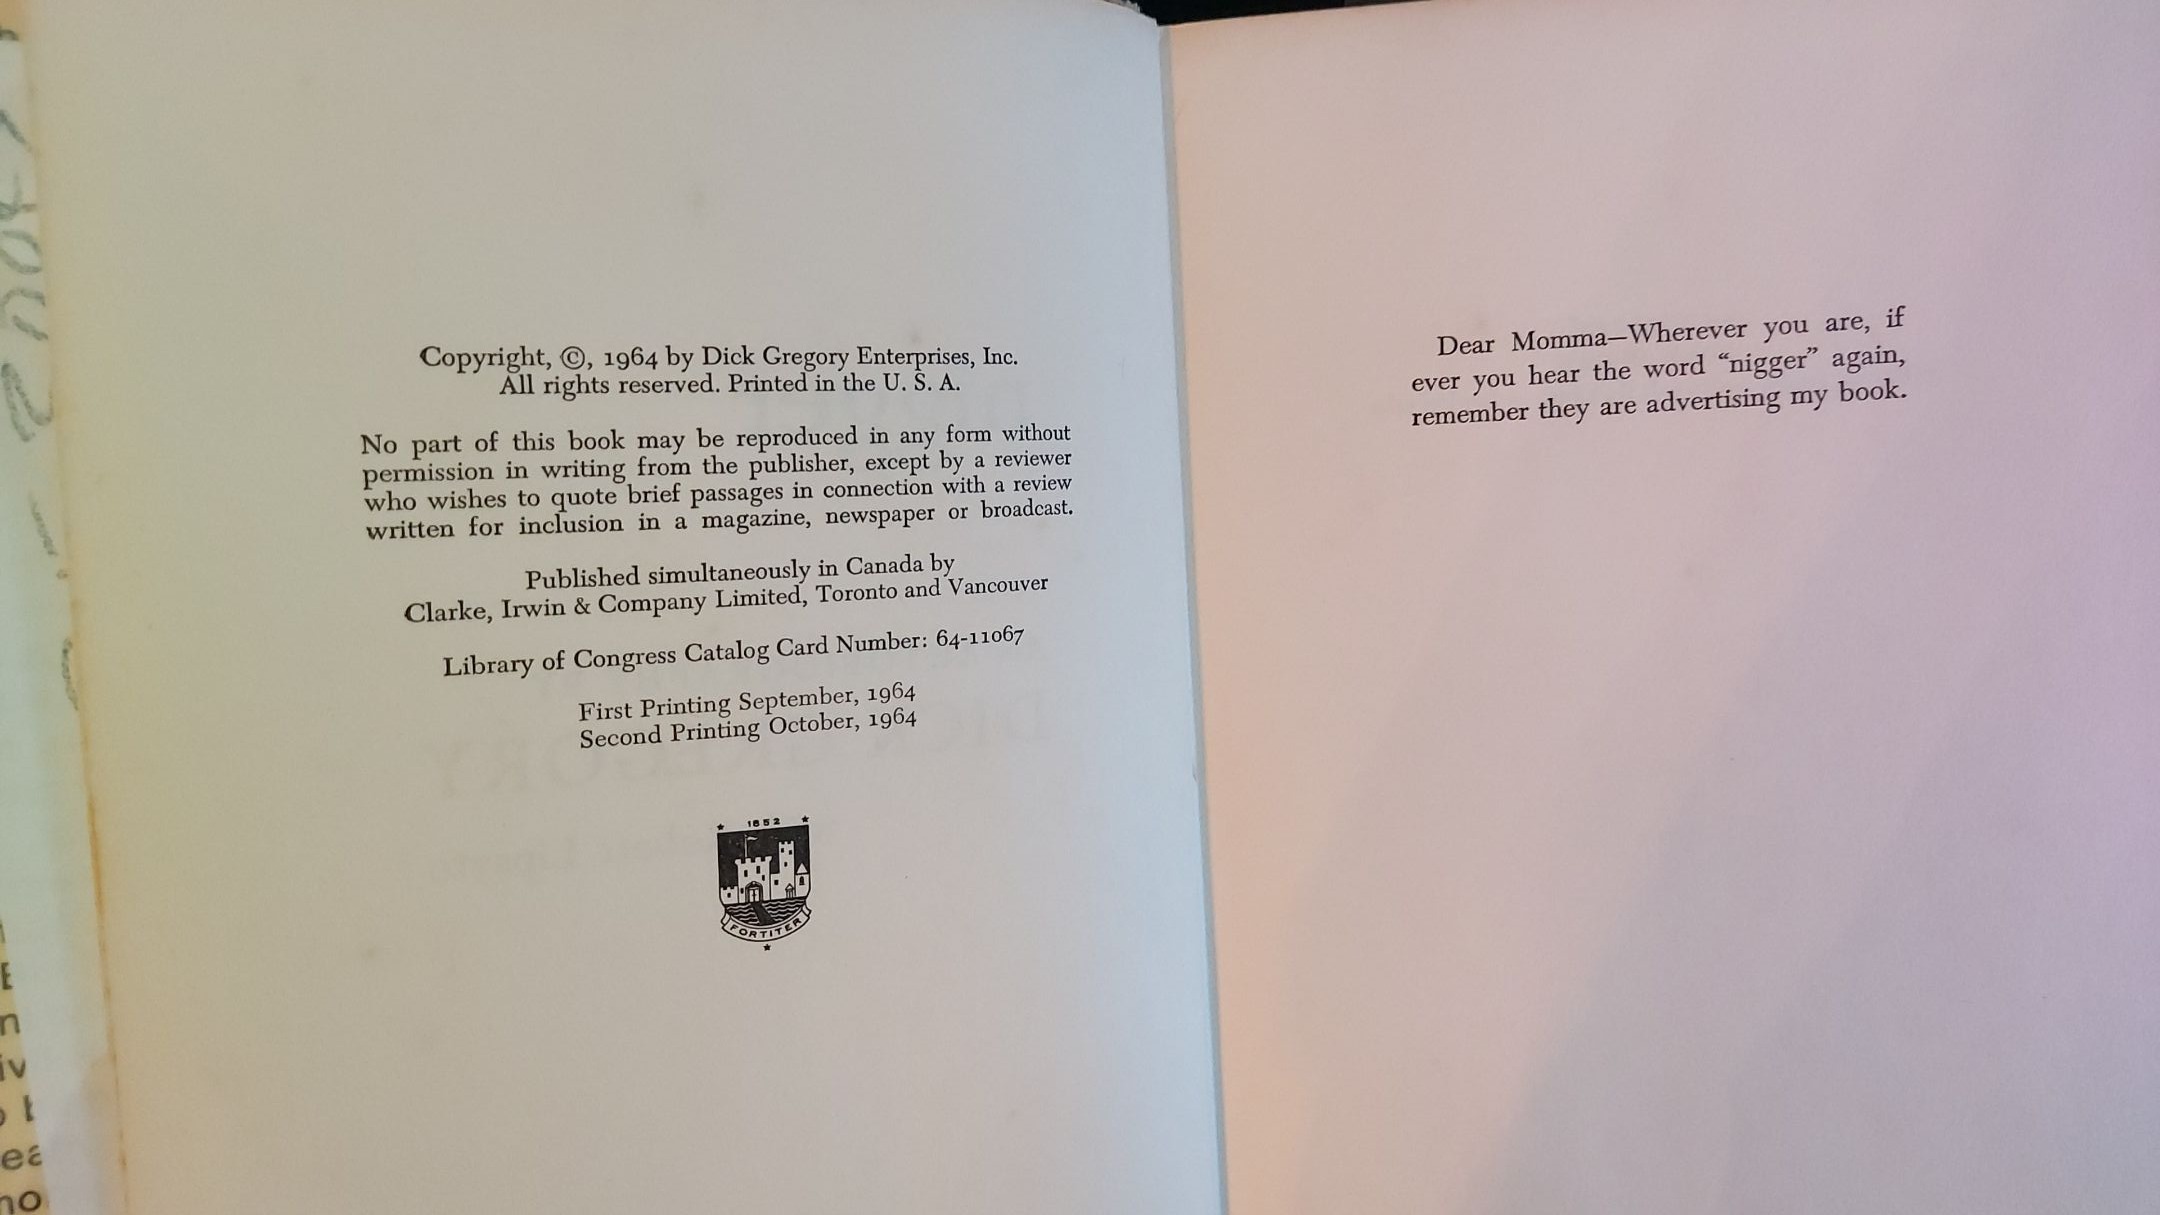 Copyright, ©, 1964 by Dick Gregory Enterprises, Inc.
All rights reserved. Printed in the U. S. A.
No part of this book may be reproduced in any form without
permission in writing from the publisher, except by a reviewer
who wishes to quote brief passages in connection with a review
written for inclusion in a magazine, newspaper or broadcast.
Published simultaneously in Canada by
Clarke, Irwin & Company Limited, Toronto and Vancouver
Library of Congress Catalog Card Number: 64-11067
First Printing September, 1964
Second Printing October, 1964
1852
FORTITER
Dear Momma—Wherever you are, if
ever you hear the word “nigger” again,
remember they are advertising my book.